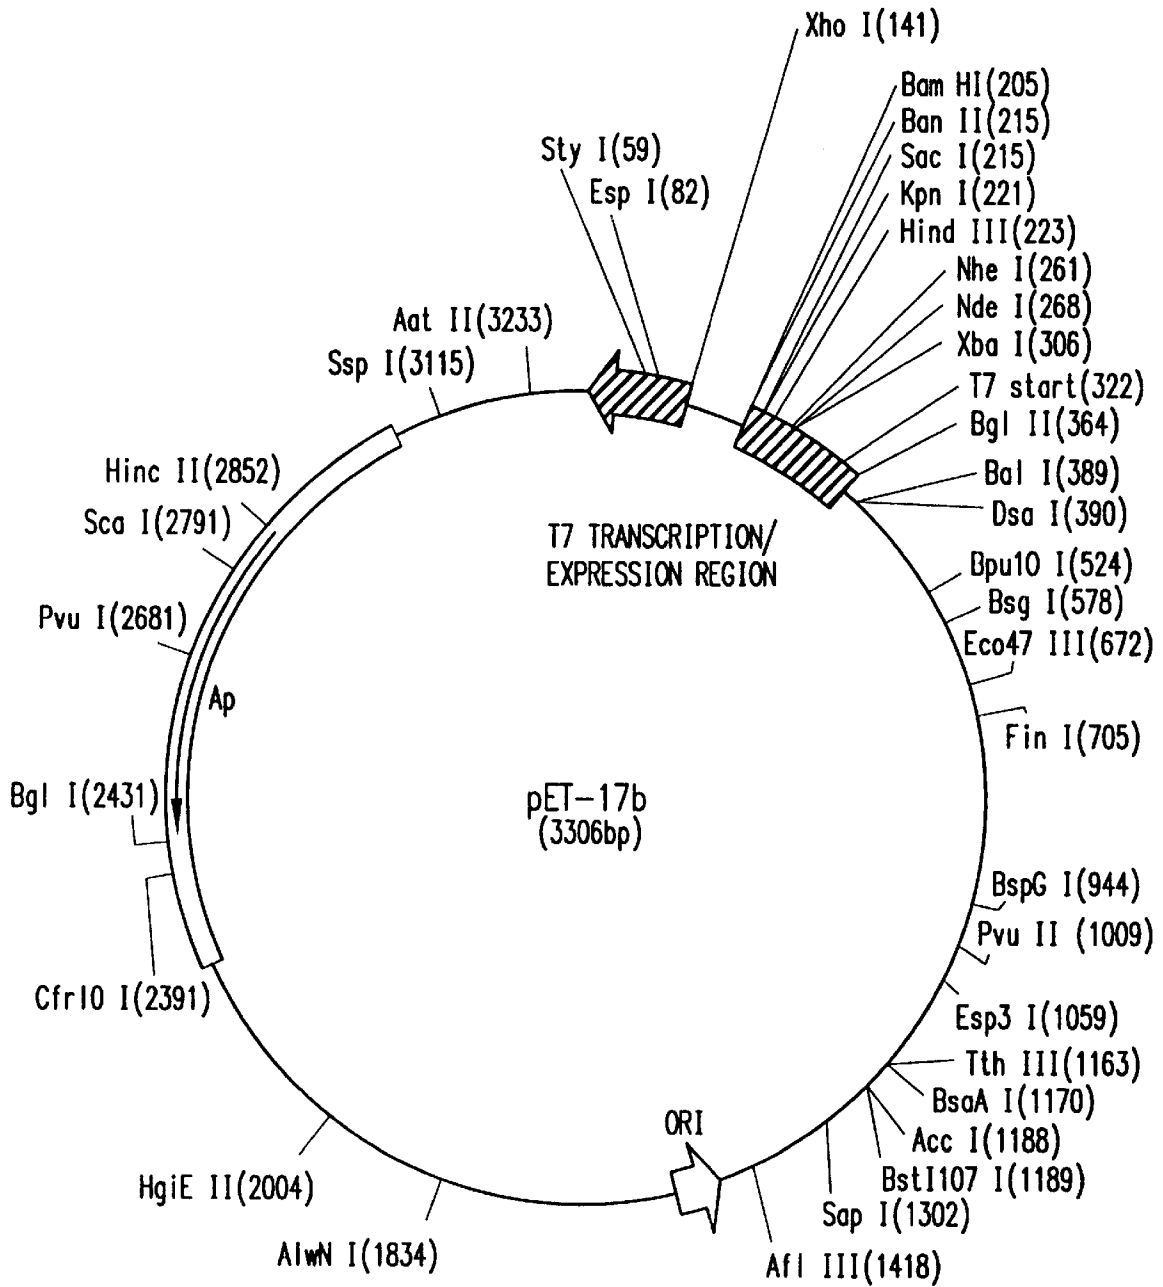 Xho I(141)
Bam HI(205)
Ban II(215)
Sac I(215)
Kpn I(221)
Hind III(223)
Nhe I(261)
Nde I(268)
Xba I(306)
T7 start(322)
Bgl II(364)
Bal I(389)
Dsa I(390)
Bpu10 I(524)
Bsg I(578)
Eco47 III(672)
Fin I(705)
BspG I(944)
Pvu II (1009)
Esp3 I(1059)
Tth III(1163)
BsaA I(1170)
Acc I(1188)
BstI107 I(1189)
Sap I(1302)
Afl III(1418)
ORI
AlwN I(1834)
HgiE II(2004)
Cfr10 I(2391)
Bgl I(2431)
Ap
Pvu I(2681)
Sca I(2791)
Hinc II(2852)
Ssp I(3115)
Aat II(3233)
Sty I(59)
Esp I(82)
T7 TRANSCRIPTION/
EXPRESSION REGION
pET-17b
(3306bp)